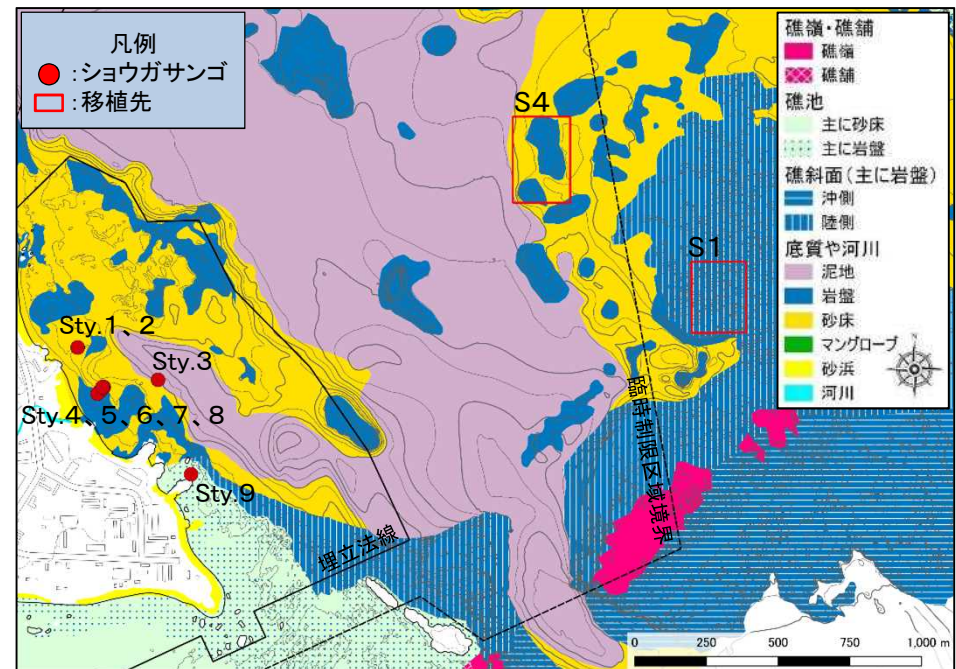 凡例
:ショウガサンゴ
:移植先
礁嶺・礁舗
礁嶺
礁舗
礁池
主に砂床
主に岩盤
礁斜面(主に岩盤)
沖側
陸側
底質や河川
泥地
岩盤
砂床
マングローブ
砂浜
河川
S4
S1
Sty.1、2
Sty.3
Sty.4、5、6、7、8
Sty.9
埋立法線
臨時制限区域境界
0 250 500 750 1,000 m